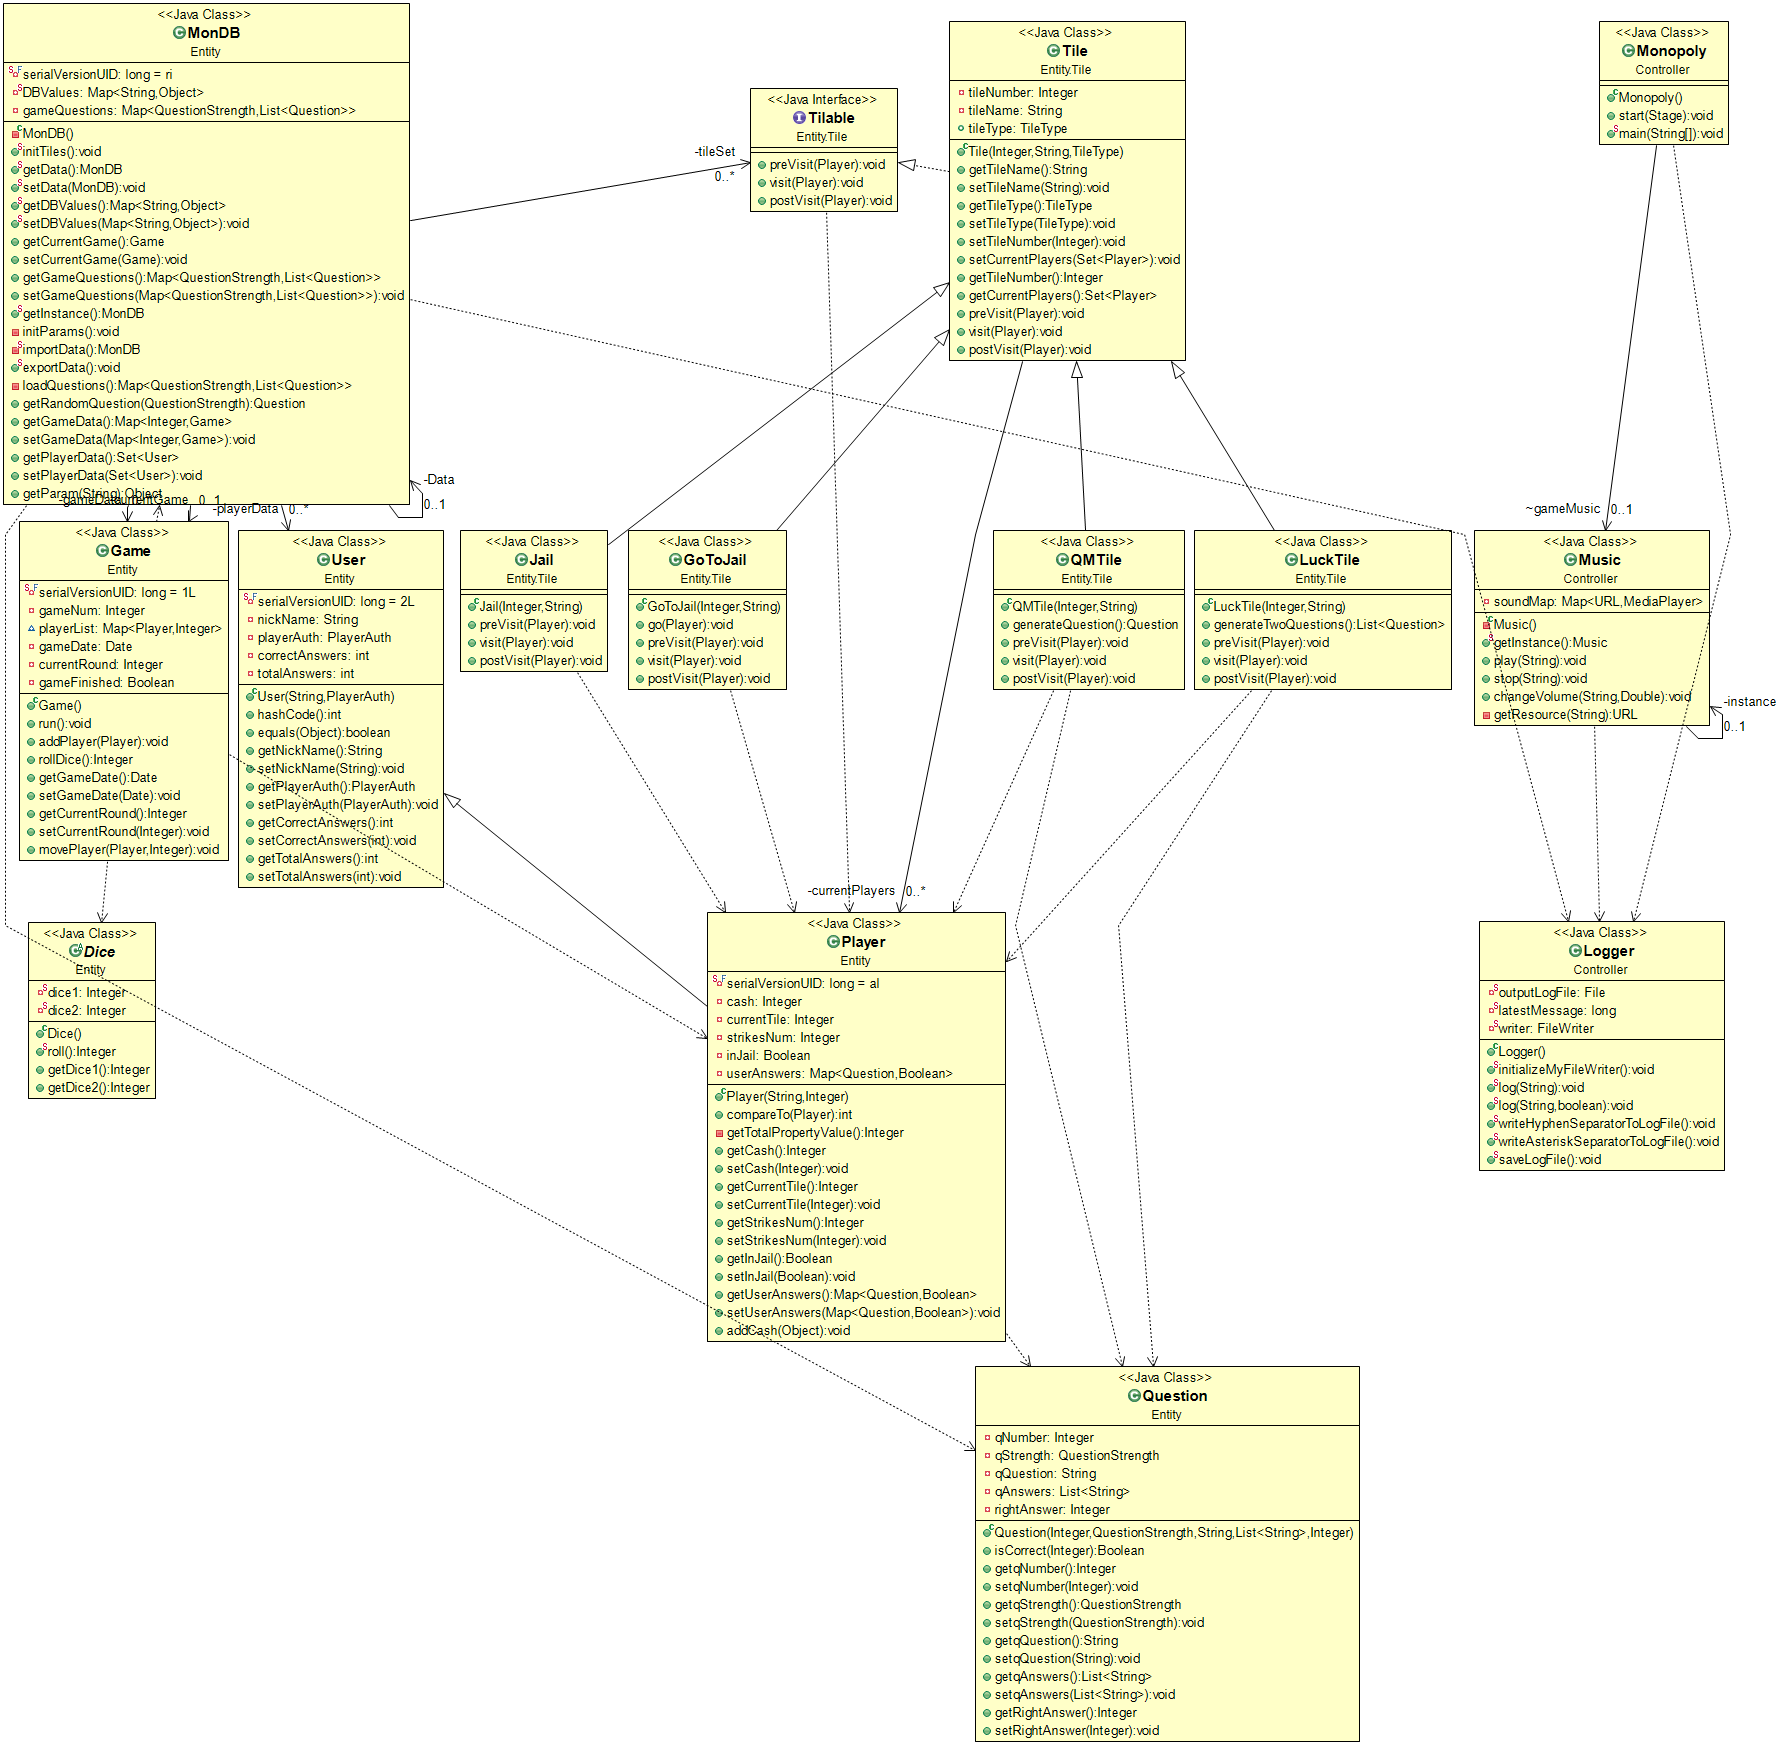 <<Java Class>>
MonDB
Entity
serialVersionUID: long = ri
DBValues: Map<String,Object>
gameQuestions: Map<QuestionStrength,List<Question>>
MonDB()
initTiles():void
getData():MonDB
setData(MonDB):void
getDBValues():Map<String,Object>
setDBValues(Map<String,Object>):void
getCurrentGame():Game
setCurrentGame(Game):void
getGameQuestions():Map<QuestionStrength,List<Question>>
setGameQuestions(Map<QuestionStrength,List<Question>>):void
getInstance():MonDB
initParams():void
importData():MonDB
exportData():void
loadQuestions():Map<QuestionStrength,List<Question>>
getRandomQuestion(QuestionStrength):Question
getGameData():Map<Integer,Game>
setGameData(Map<Integer,Game>):void
getPlayerData():Set<User>
setPlayerData(Set<User>):void
getParam(String):Object
-tileSet
0..*
<<Java Interface>>
Tilable
Entity.Tile
preVisit(Player):void
visit(Player):void
postVisit(Player):void
<<Java Class>>
Tile
Entity.Tile
tileNumber: Integer
tileName: String
tileType: TileType
Tile(Integer,String,TileType)
getTileName():String
setTileName(String):void
getTileType():TileType
setTileType(TileType):void
setTileNumber(Integer):void
setCurrentPlayers(Set<Player>):void
getTileNumber():Integer
getCurrentPlayers():Set<Player>
preVisit(Player):void
visit(Player):void
postVisit(Player):void
<<Java Class>>
Monopoly
Controller
Monopoly()
start(Stage):void
main(String[]):void
-Data
0..1
0..1
-playerData 0..*
~gameMusic 0..1
<<Java Class>>
Game
Entity
serialVersionUID: long = 1L
gameNum: Integer
playerList: Map<Player,Integer>
gameDate: Date
currentRound: Integer
gameFinished: Boolean
Game()
run():void
addPlayer(Player):void
rollDice():Integer
getGameDate():Date
setGameDate(Date):void
getCurrentRound():Integer
setCurrentRound(Integer):void
movePlayer(Player,Integer):void
<<Java Class>>
User
Entity
serialVersionUID: long = 2L
nickName: String
playerAuth: PlayerAuth
correctAnswers: int
totalAnswers: int
User(String,PlayerAuth)
hashCode():int
equals(Object):boolean
getNickName():String
setNickName(String):void
getPlayerAuth():PlayerAuth
setPlayerAuth(PlayerAuth):void
getCorrectAnswers():int
setCorrectAnswers(int):void
getTotalAnswers():int
setTotalAnswers(int):void
<<Java Class>>
Jail
Entity.Tile
Jail(Integer,String)
preVisit(Player):void
visit(Player):void
postVisit(Player):void
<<Java Class>>
GoToJail
Entity.Tile
GoToJail(Integer,String)
go(Player):void
preVisit(Player):void
visit(Player):void
postVisit(Player):void
<<Java Class>>
QMTile
Entity.Tile
QMTile(Integer,String)
generateQuestion():Question
preVisit(Player):void
visit(Player):void
postVisit(Player):void
<<Java Class>>
LuckTile
Entity.Tile
LuckTile(Integer,String)
generateTwoQuestions():List<Question>
preVisit(Player):void
visit(Player):void
postVisit(Player):void
<<Java Class>>
Music
Controller
soundMap: Map<URL,MediaPlayer>
Music()
getInstance():Music
play(String):void
stop(String):void
changeVolume(String,Double):void
getResource(String):URL
-instance
0..1
-currentPlayers 0..*
<<Java Class>>
Dice
Entity
dice1: Integer
dice2: Integer
Dice()
roll():Integer
getDice1():Integer
getDice2():Integer
<<Java Class>>
Player
Entity
serialVersionUID: long = al
cash: Integer
currentTile: Integer
strikesNum: Integer
inJail: Boolean
userAnswers: Map<Question,Boolean>
Player(String,Integer)
compareTo(Player):int
getTotalPropertyValue():Integer
getCash():Integer
setCash(Integer):void
getCurrentTile():Integer
setCurrentTile(Integer):void
getStrikesNum():Integer
setStrikesNum(Integer):void
getInJail():Boolean
setInJail(Boolean):void
getUserAnswers():Map<Question,Boolean>
setUserAnswers(Map<Question,Boolean>):void
addCash(Object):void
<<Java Class>>
Logger
Controller
outputLogFile: File
latestMessage: long
writer: FileWriter
Logger()
initializeMyFileWriter():void
log(String):void
log(String,boolean):void
writeHyphenSeparatorToLogFile():void
writeAsteriskSeparatorToLogFile():void
saveLogFile():void
<<Java Class>>
Question
Entity
qNumber: Integer
qStrength: QuestionStrength
qQuestion: String
qAnswers: List<String>
rightAnswer: Integer
Question(Integer,QuestionStrength,String,List<String>,Integer)
isCorrect(Integer):Boolean
getqNumber():Integer
setqNumber(Integer):void
getqStrength():QuestionStrength
setqStrength(QuestionStrength):void
getqQuestion():String
setqQuestion(String):void
getqAnswers():List<String>
setqAnswers(List<String>):void
getRightAnswer():Integer
setRightAnswer(Integer):void